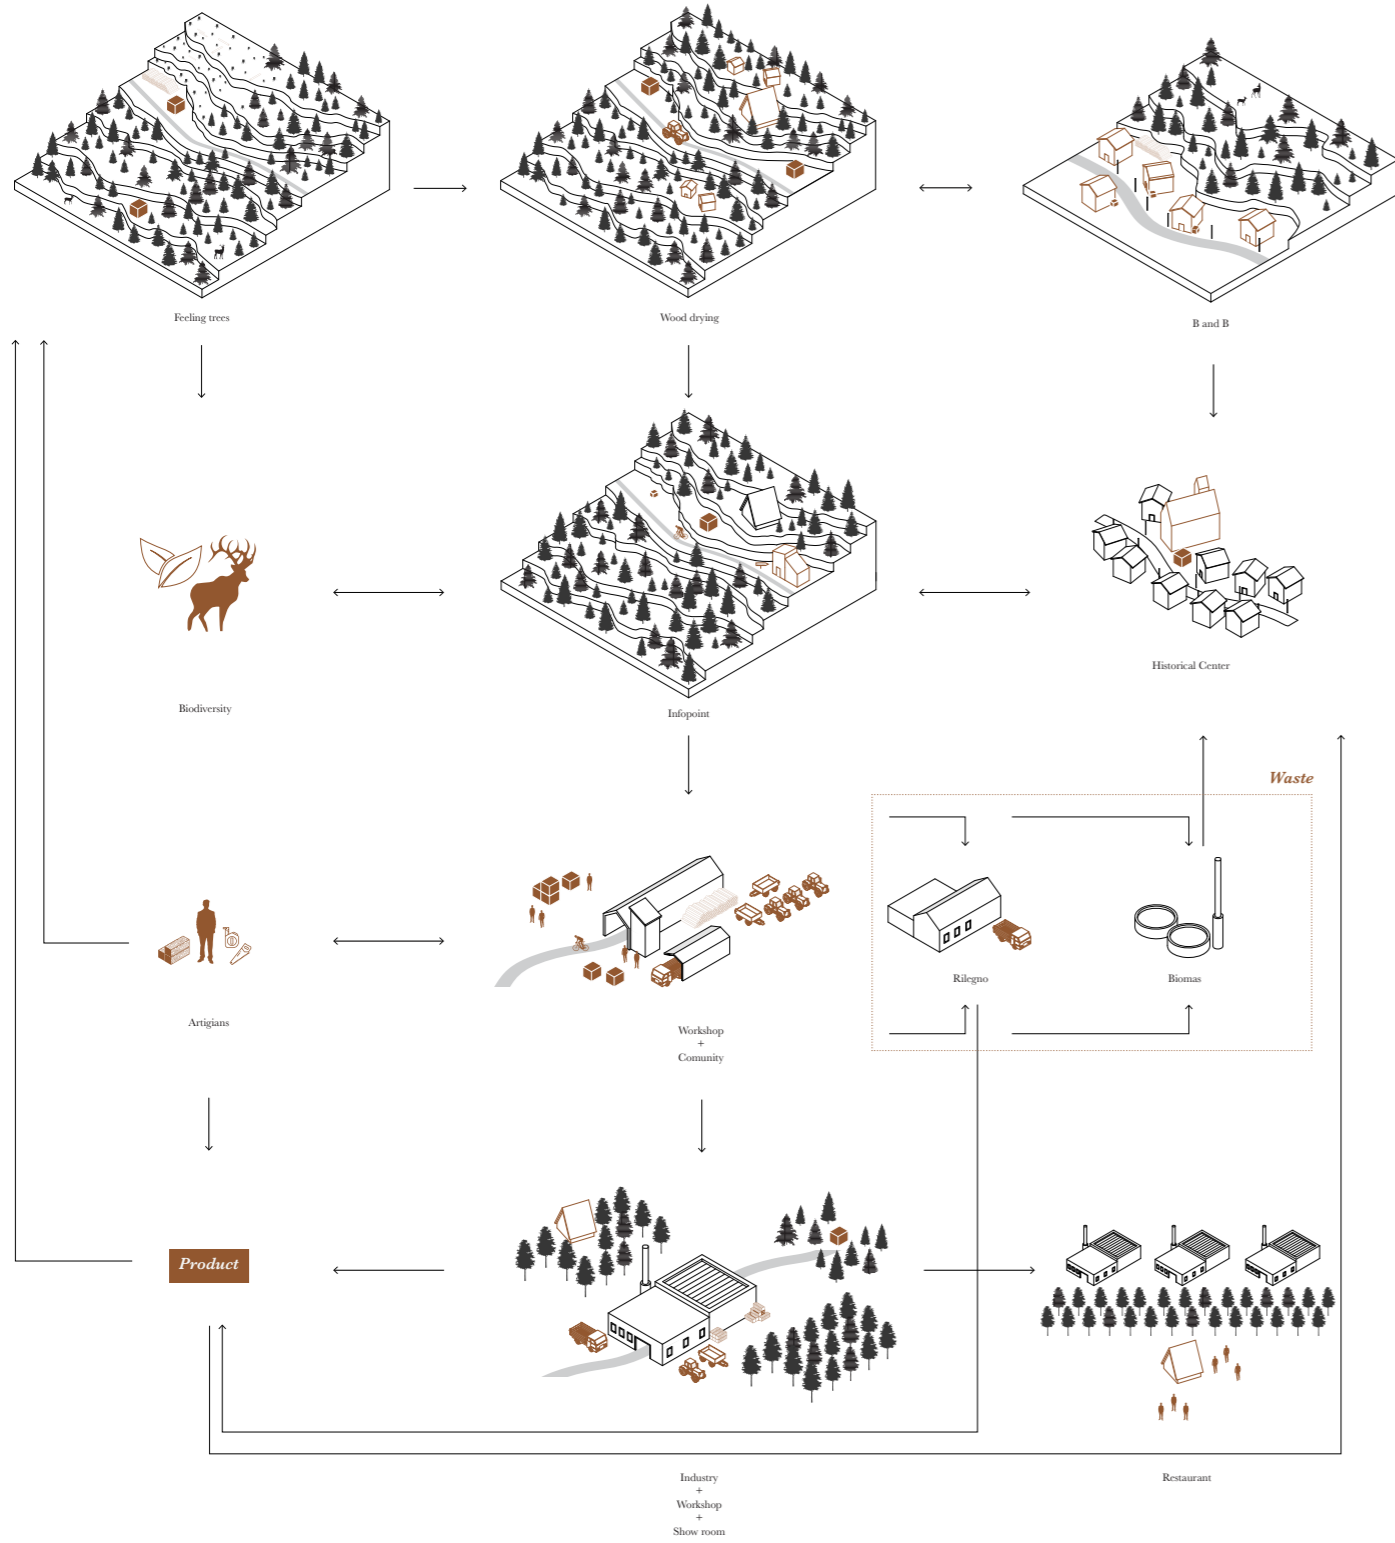 Feeling trees
Wood drying
B and B
Biodiversity
Infopoint
Historical Center
Waste
Artigians
Workshop
+
Comunity
Rilegno
Biomas
Product
Industry
+
Workshop
+
Show room
Restaurant